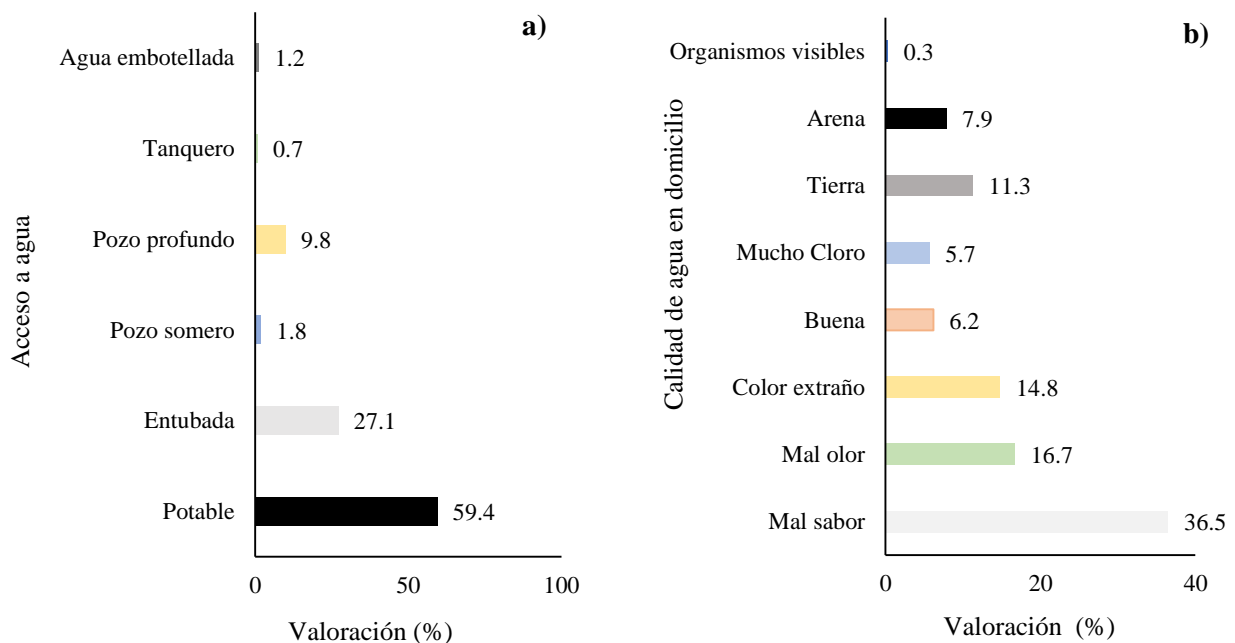 a)
Acceso a agua
Agua embotellada
1.2
Tanquero
0.7
Pozo profundo
9.8
Pozo somero
1.8
Entubada
27.1
Potable
59.4
0
50
100
Valoración (%)
b)
Calidad de agua en domicilio
Organismos visibles
0.3
Arena
7.9
Tierra
11.3
Mucho Cloro
5.7
Buena
6.2
Color extraño
14.8
Mal olor
16.7
Mal sabor
36.5
0
20
40
Valoración (%)